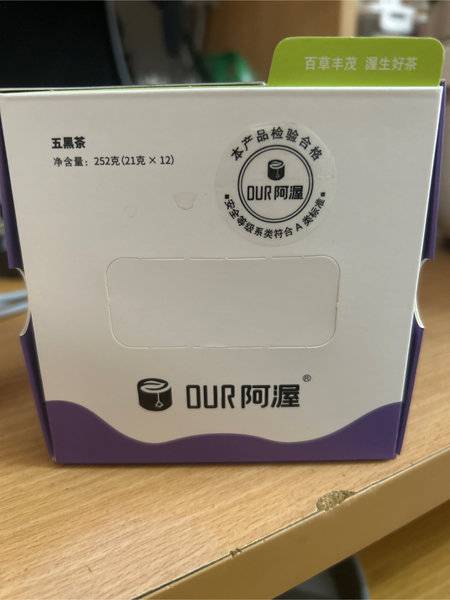 百草丰茂 渥生好茶
五黑茶
净含量：252克(21克×12)
本产品检验合格
OUR阿渥
·安全等级系类符合 A 类标准·
OUR阿渥®